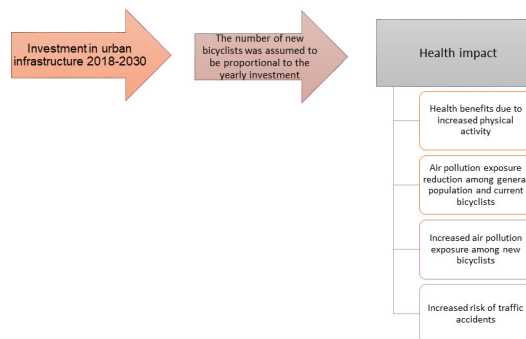 Investment in urban
infrastructure 2018-2030
The number of new
bicyclists was assumed to
be proportional to the
yearly investment
Health impact
Health benefits due to
increased physical
activity
Air pollution exposure
reduction among genera
population and current
bicyclists
Increased air pollution
exposure among new
bicyclists
Increased risk of traffic
accidents